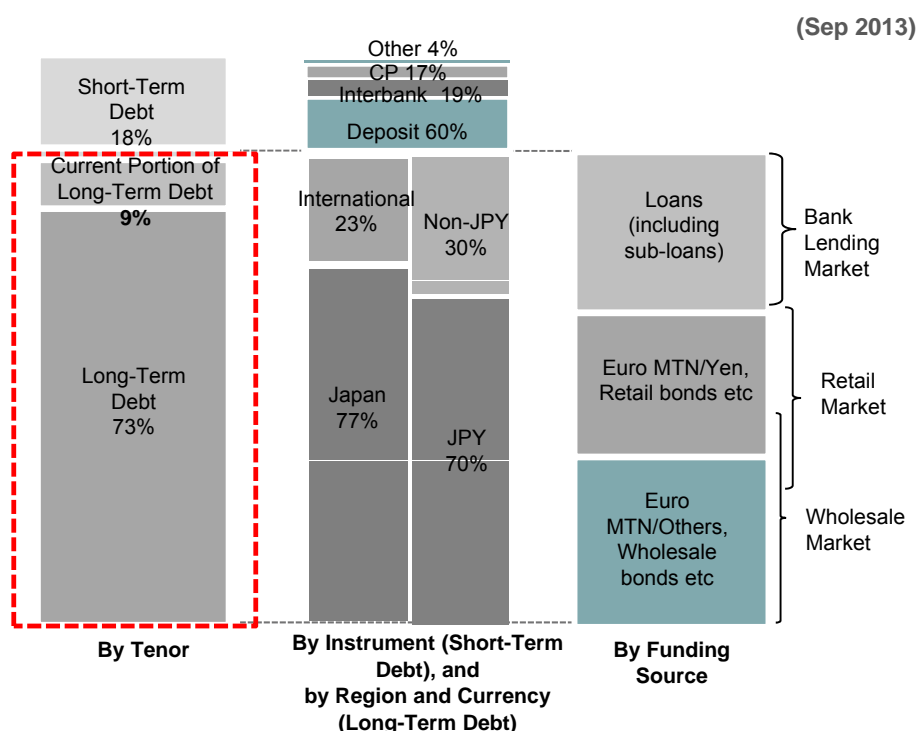 (Sep 2013)
Short-Term
Debt
18%
Current Portion of
Long-Term Debt
9%
Long-Term
Debt
73%
By Tenor
Other 4%
CP 17%
Interbank 19%
Deposit 60%
International
23%
Non-JPY
30%
Japan
77%
JPY
70%
By Instrument (Short-Term
Debt), and
by Region and Currency
(Long-Term Debt)
Loans
(including
sub-loans)
Euro MTN/Yen,
Retail bonds etc
Euro
MTN/Others,
Wholesale
bonds etc
By Funding
Source
Bank
Lending
Market
Retail
Market
Wholesale
Market